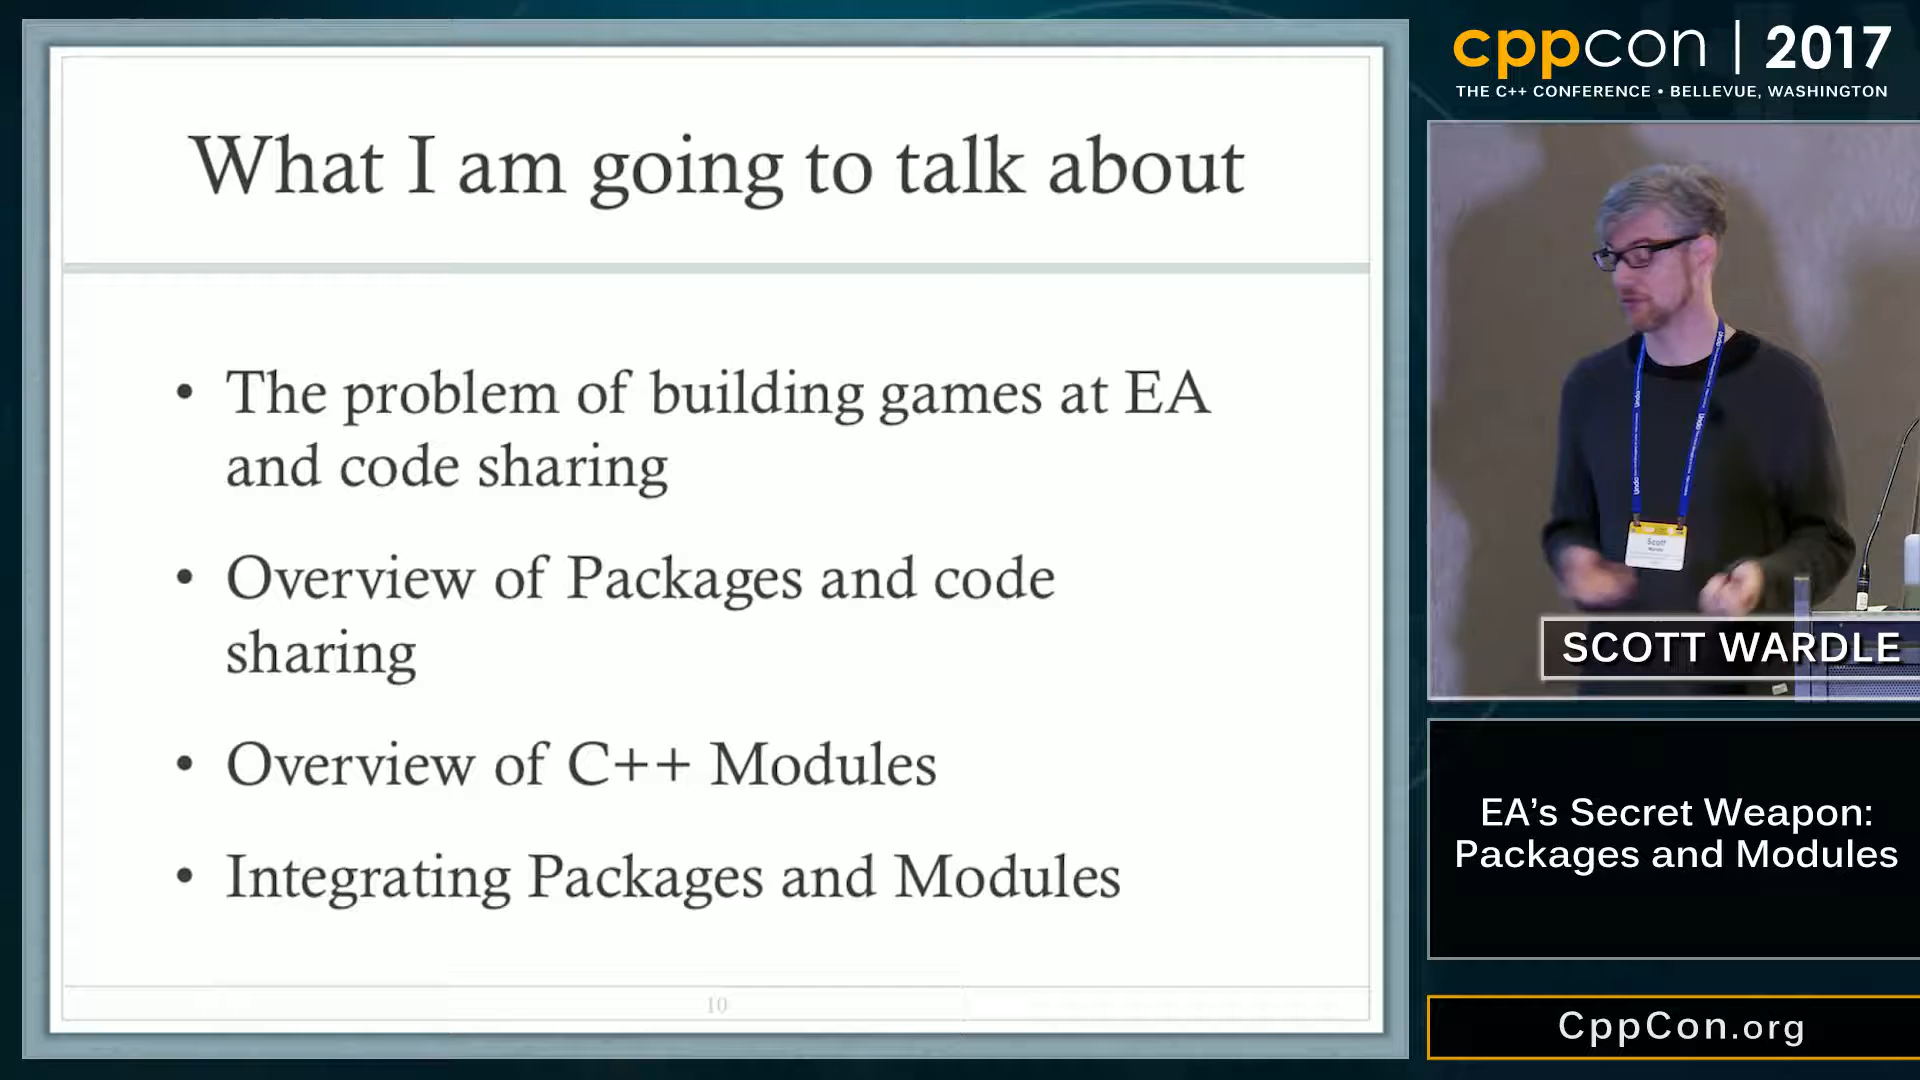 What I am going to talk about
• The problem of building games at EA
and code sharing
• Overview of Packages and code
sharing
• Overview of C++ Modules
• Integrating Packages and Modules
10
cppcon | 2017
THE C++ CONFERENCE • BELLEVUE, WASHINGTON
Undo
Scott
SCOTT WARDLE
EA’s Secret Weapon:
Packages and Modules
CppCon.org